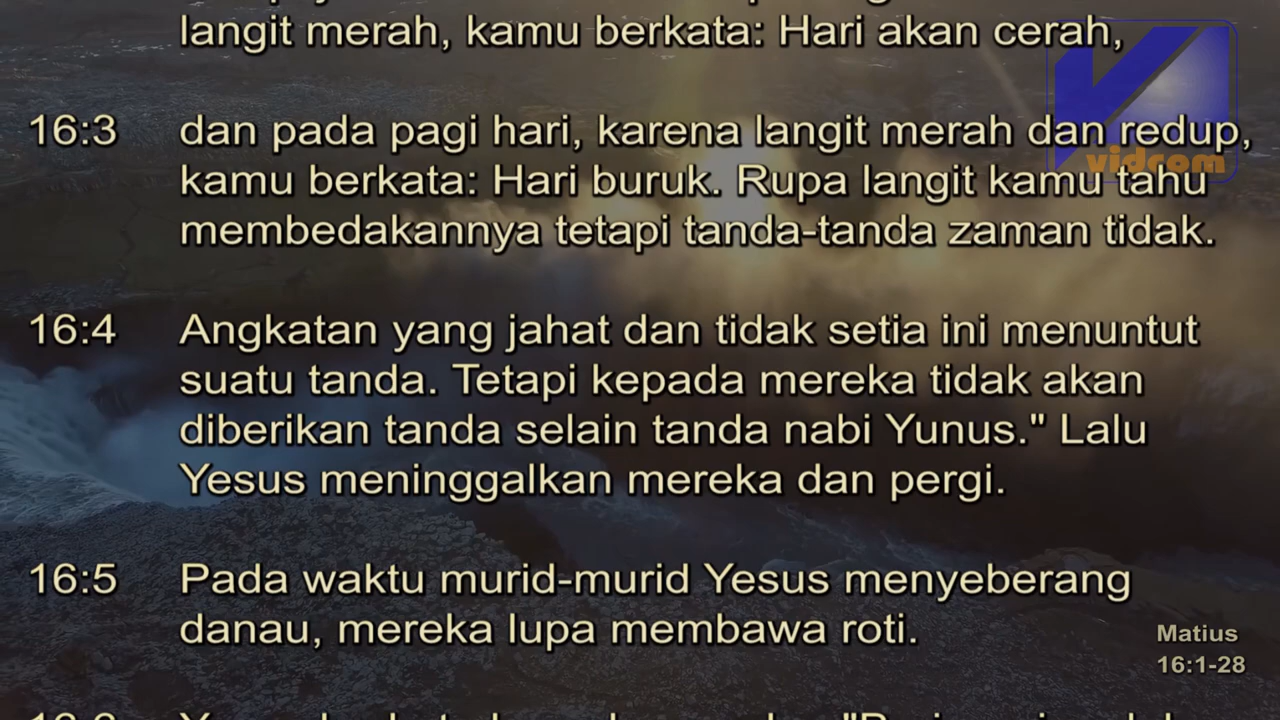 langit merah, kamu berkata: Hari akan cerah,
16:3 dan pada pagi hari, karena langit merah dan redup,
kamu berkata: Hari buruk. Rupa langit kamu tahu
membedakannya tetapi tanda-tanda zaman tidak.
16:4 Angkatan yang jahat dan tidak setia ini menuntut
suatu tanda. Tetapi kepada mereka tidak akan
diberikan tanda selain tanda nabi Yunus." Lalu
Yesus meninggalkan mereka dan pergi.
16:5 Pada waktu murid-murid Yesus menyeberang
danau, mereka lupa membawa roti.
vidcom
Matius
16:1-28